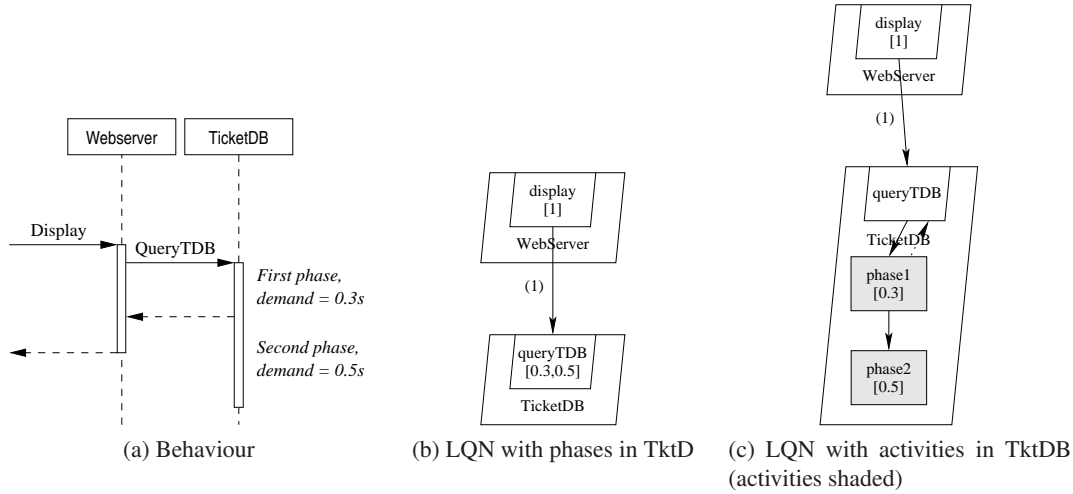 Webserver
TicketDB
Display
QueryTDB
First phase,
demand = 0.3s
Second phase,
demand = 0.5s
(a) Behaviour
display
[1]
WebServer
(1)
queryTDB
[0.3,0.5]
TicketDB
(b) LQN with phases in TktD
display
[1]
WebServer
(1)
queryTDB
TicketDB
phase1
[0.3]
phase2
[0.5]
(c) LQN with activities in TktDB
(activities shaded)